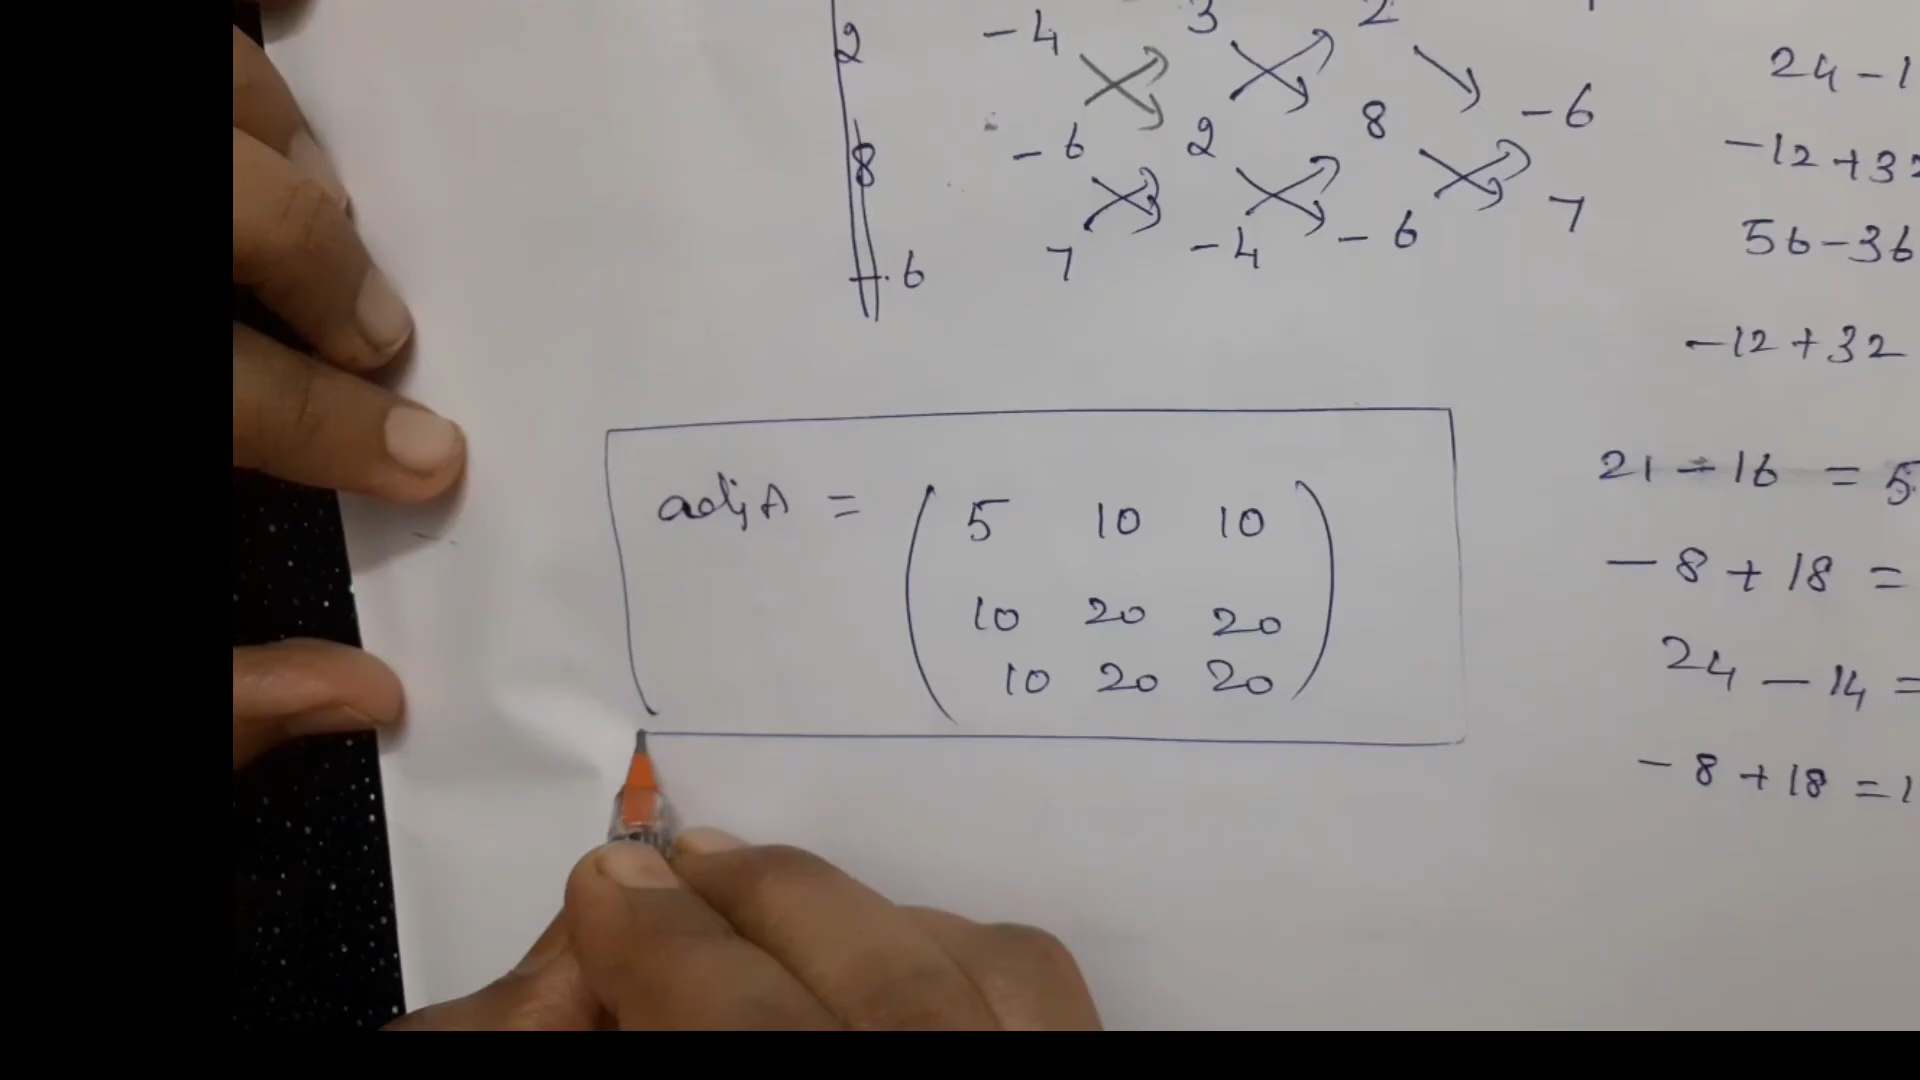 2 -4 3 2
8 -6 2 8 -6
-6 7 -4 -6 7
24-1
-12+32
56-36
-12+32
21-16 = 5
-8+18 =
24-14 =
-8+18 = 1
adj A = ( 5 10 10
10 20 20
10 20 20 )